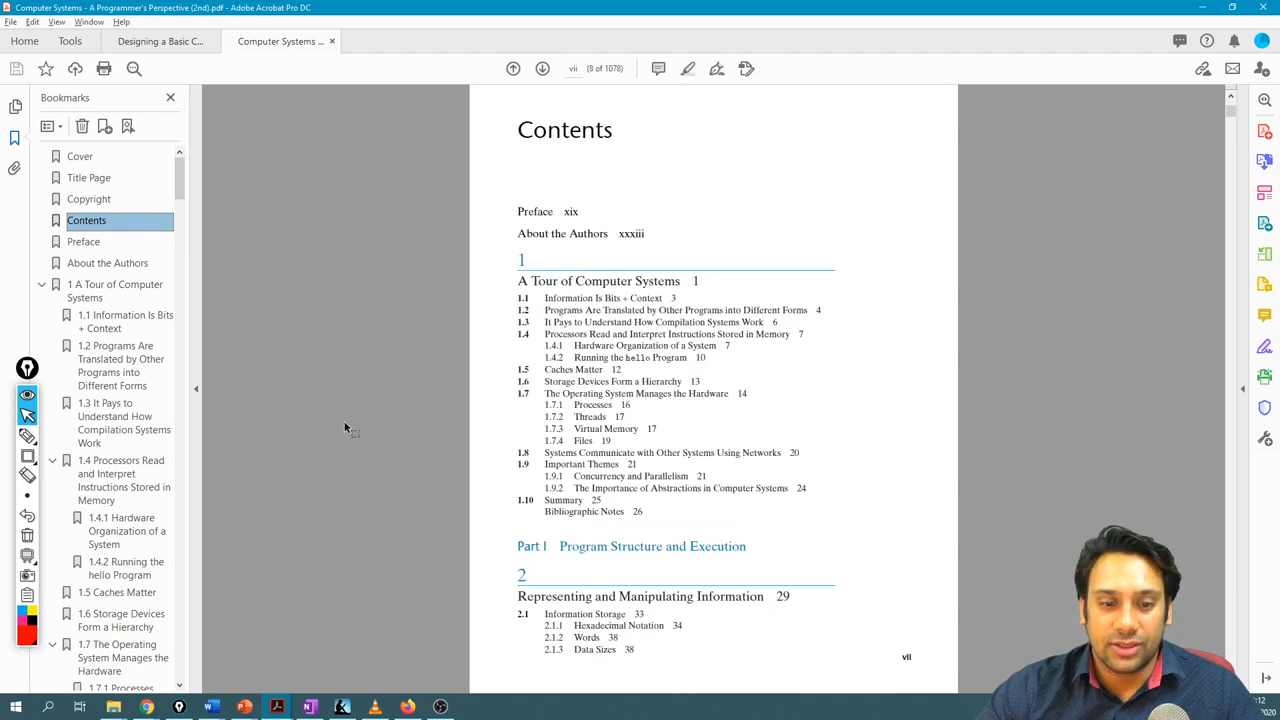 Computer Systems - A Programmer's Perspective (2nd).pdf - Adobe Acrobat Pro DC
File Edit View Window Help
Home Tools Designing a Basic C... Computer Systems ... ×
vii (8 of 1078)
Bookmarks
Cover
Title Page
Copyright
Contents
Preface
About the Authors
1 A Tour of Computer
Systems
1.1 Information Is Bits
+ Context
1.2 Programs Are
Translated by Other
Programs into
Different Forms
1.3 It Pays to
Understand How
Compilation Systems
Work
1.4 Processors Read
and Interpret
Instructions Stored in
Memory
1.4.1 Hardware
Organization of a
System
1.4.2 Running the
hello Program
1.5 Caches Matter
1.6 Storage Devices
Form a Hierarchy
1.7 The Operating
System Manages the
Hardware
1.7.1 Processes
Contents
Preface xix
About the Authors xxxiii
1
A Tour of Computer Systems 1
1.1 Information Is Bits + Context 3
1.2 Programs Are Translated by Other Programs into Different Forms 4
1.3 It Pays to Understand How Compilation Systems Work 6
1.4 Processors Read and Interpret Instructions Stored in Memory 7
1.4.1 Hardware Organization of a System 7
1.4.2 Running the hello Program 10
1.5 Caches Matter 12
1.6 Storage Devices Form a Hierarchy 13
1.7 The Operating System Manages the Hardware 14
1.7.1 Processes 16
1.7.2 Threads 17
1.7.3 Virtual Memory 17
1.7.4 Files 19
1.8 Systems Communicate with Other Systems Using Networks 20
1.9 Important Themes 21
1.9.1 Concurrency and Parallelism 21
1.9.2 The Importance of Abstractions in Computer Systems 24
1.10 Summary 25
Bibliographic Notes 26
Part I Program Structure and Execution
2
Representing and Manipulating Information 29
2.1 Information Storage 33
2.1.1 Hexadecimal Notation 34
2.1.2 Words 38
2.1.3 Data Sizes 38
vii